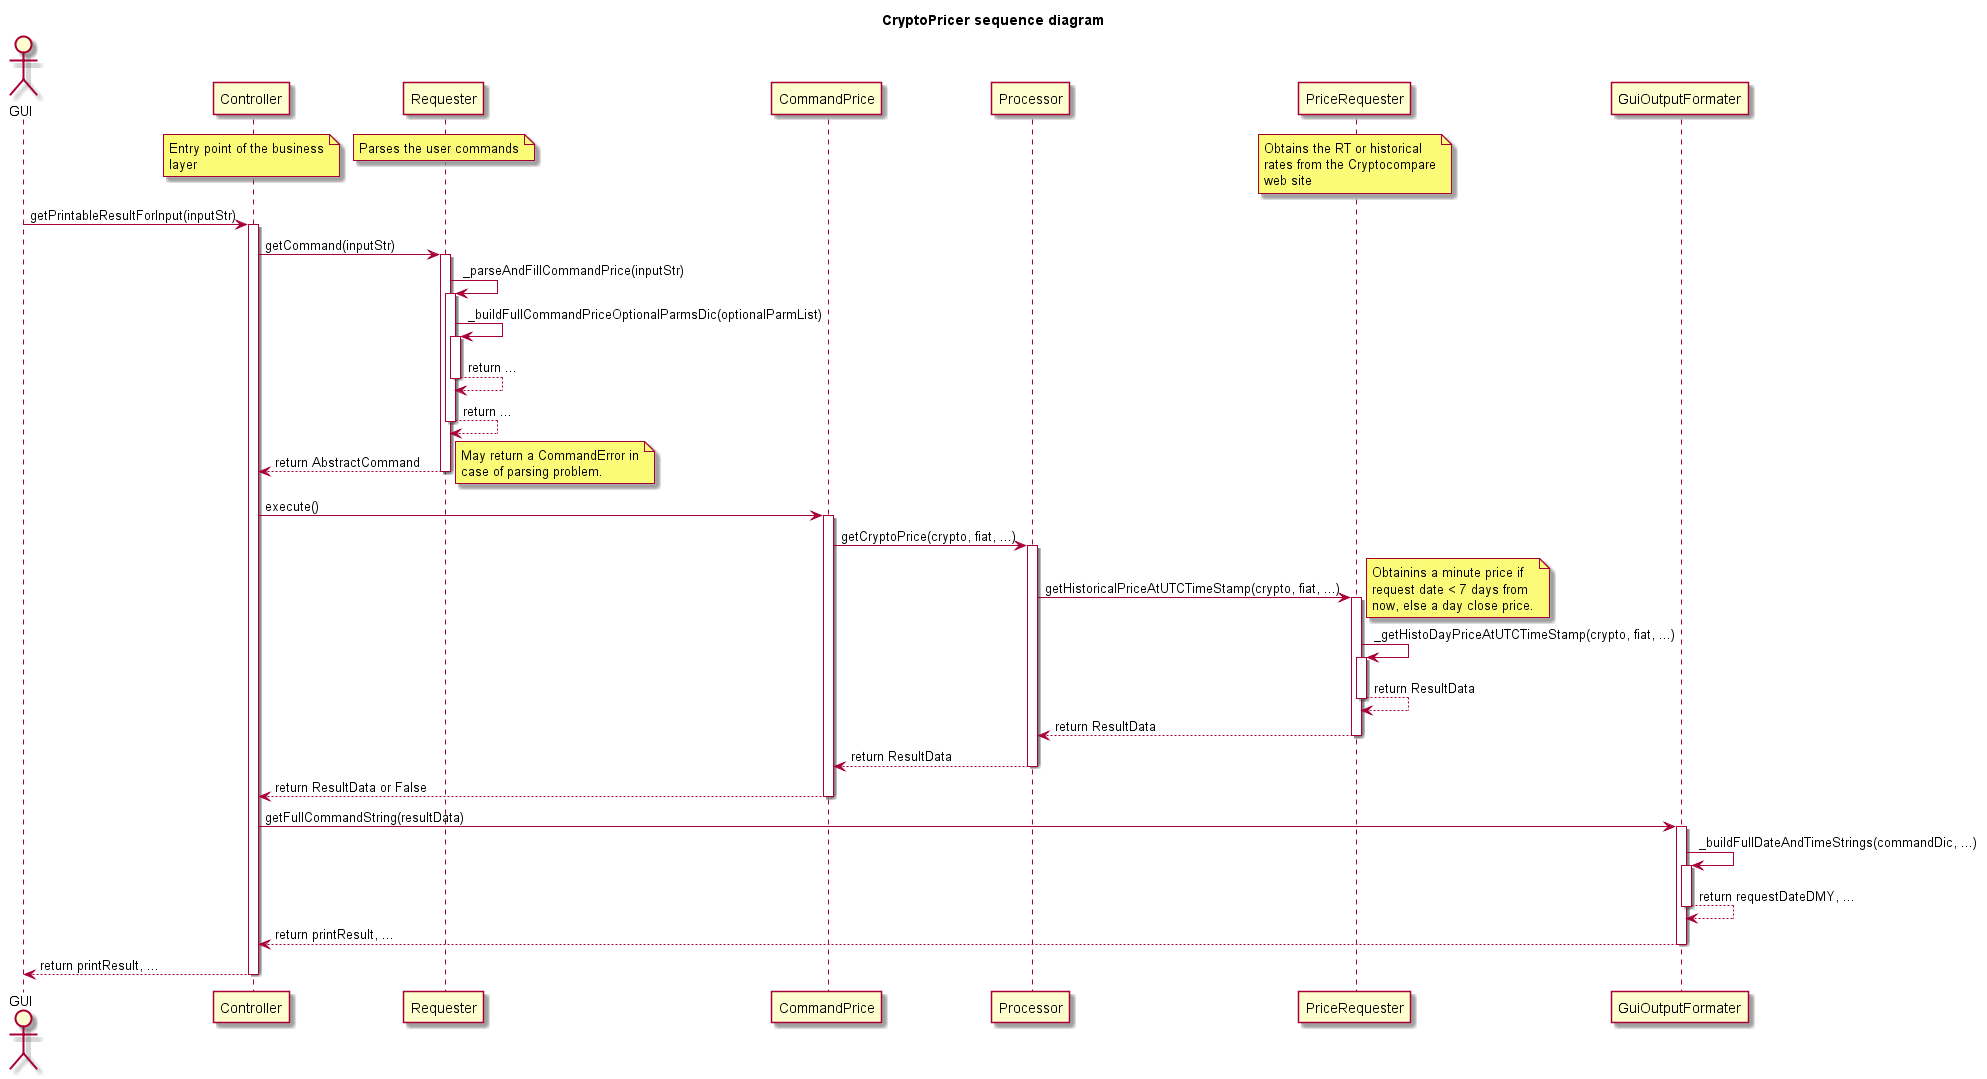 CryptoPricer sequence diagram
GUI
Controller
Requester
CommandPrice
Processor
PriceRequester
GuiOutputFormater
Entry point of the business
layer
Parses the user commands
Obtains the RT or historical
rates from the Cryptocompare
web site
getPrintableResultForInput(inputStr)
getCommand(inputStr)
_parseAndFillCommandPrice(inputStr)
_buildFullCommandPriceOptionalParmsDic(optionalParmList)
return ...
return ...
May return a CommandError in
case of parsing problem.
return AbstractCommand
execute()
getCryptoPrice(crypto, fiat, ...)
Obtainins a minute price if
request date < 7 days from
now, else a day close price.
getHistoricalPriceAtUTCTimeStamp(crypto, fiat, ...)
_getHistoDayPriceAtUTCTimeStamp(crypto, fiat, ...)
return ResultData
return ResultData
return ResultData
return ResultData or False
getFullCommandString(resultData)
_buildFullDateAndTimeStrings(commandDic, ...)
return requestDateDMY, ...
return printResult, ...
return printResult, ...
GUI
Controller
Requester
CommandPrice
Processor
PriceRequester
GuiOutputFormater